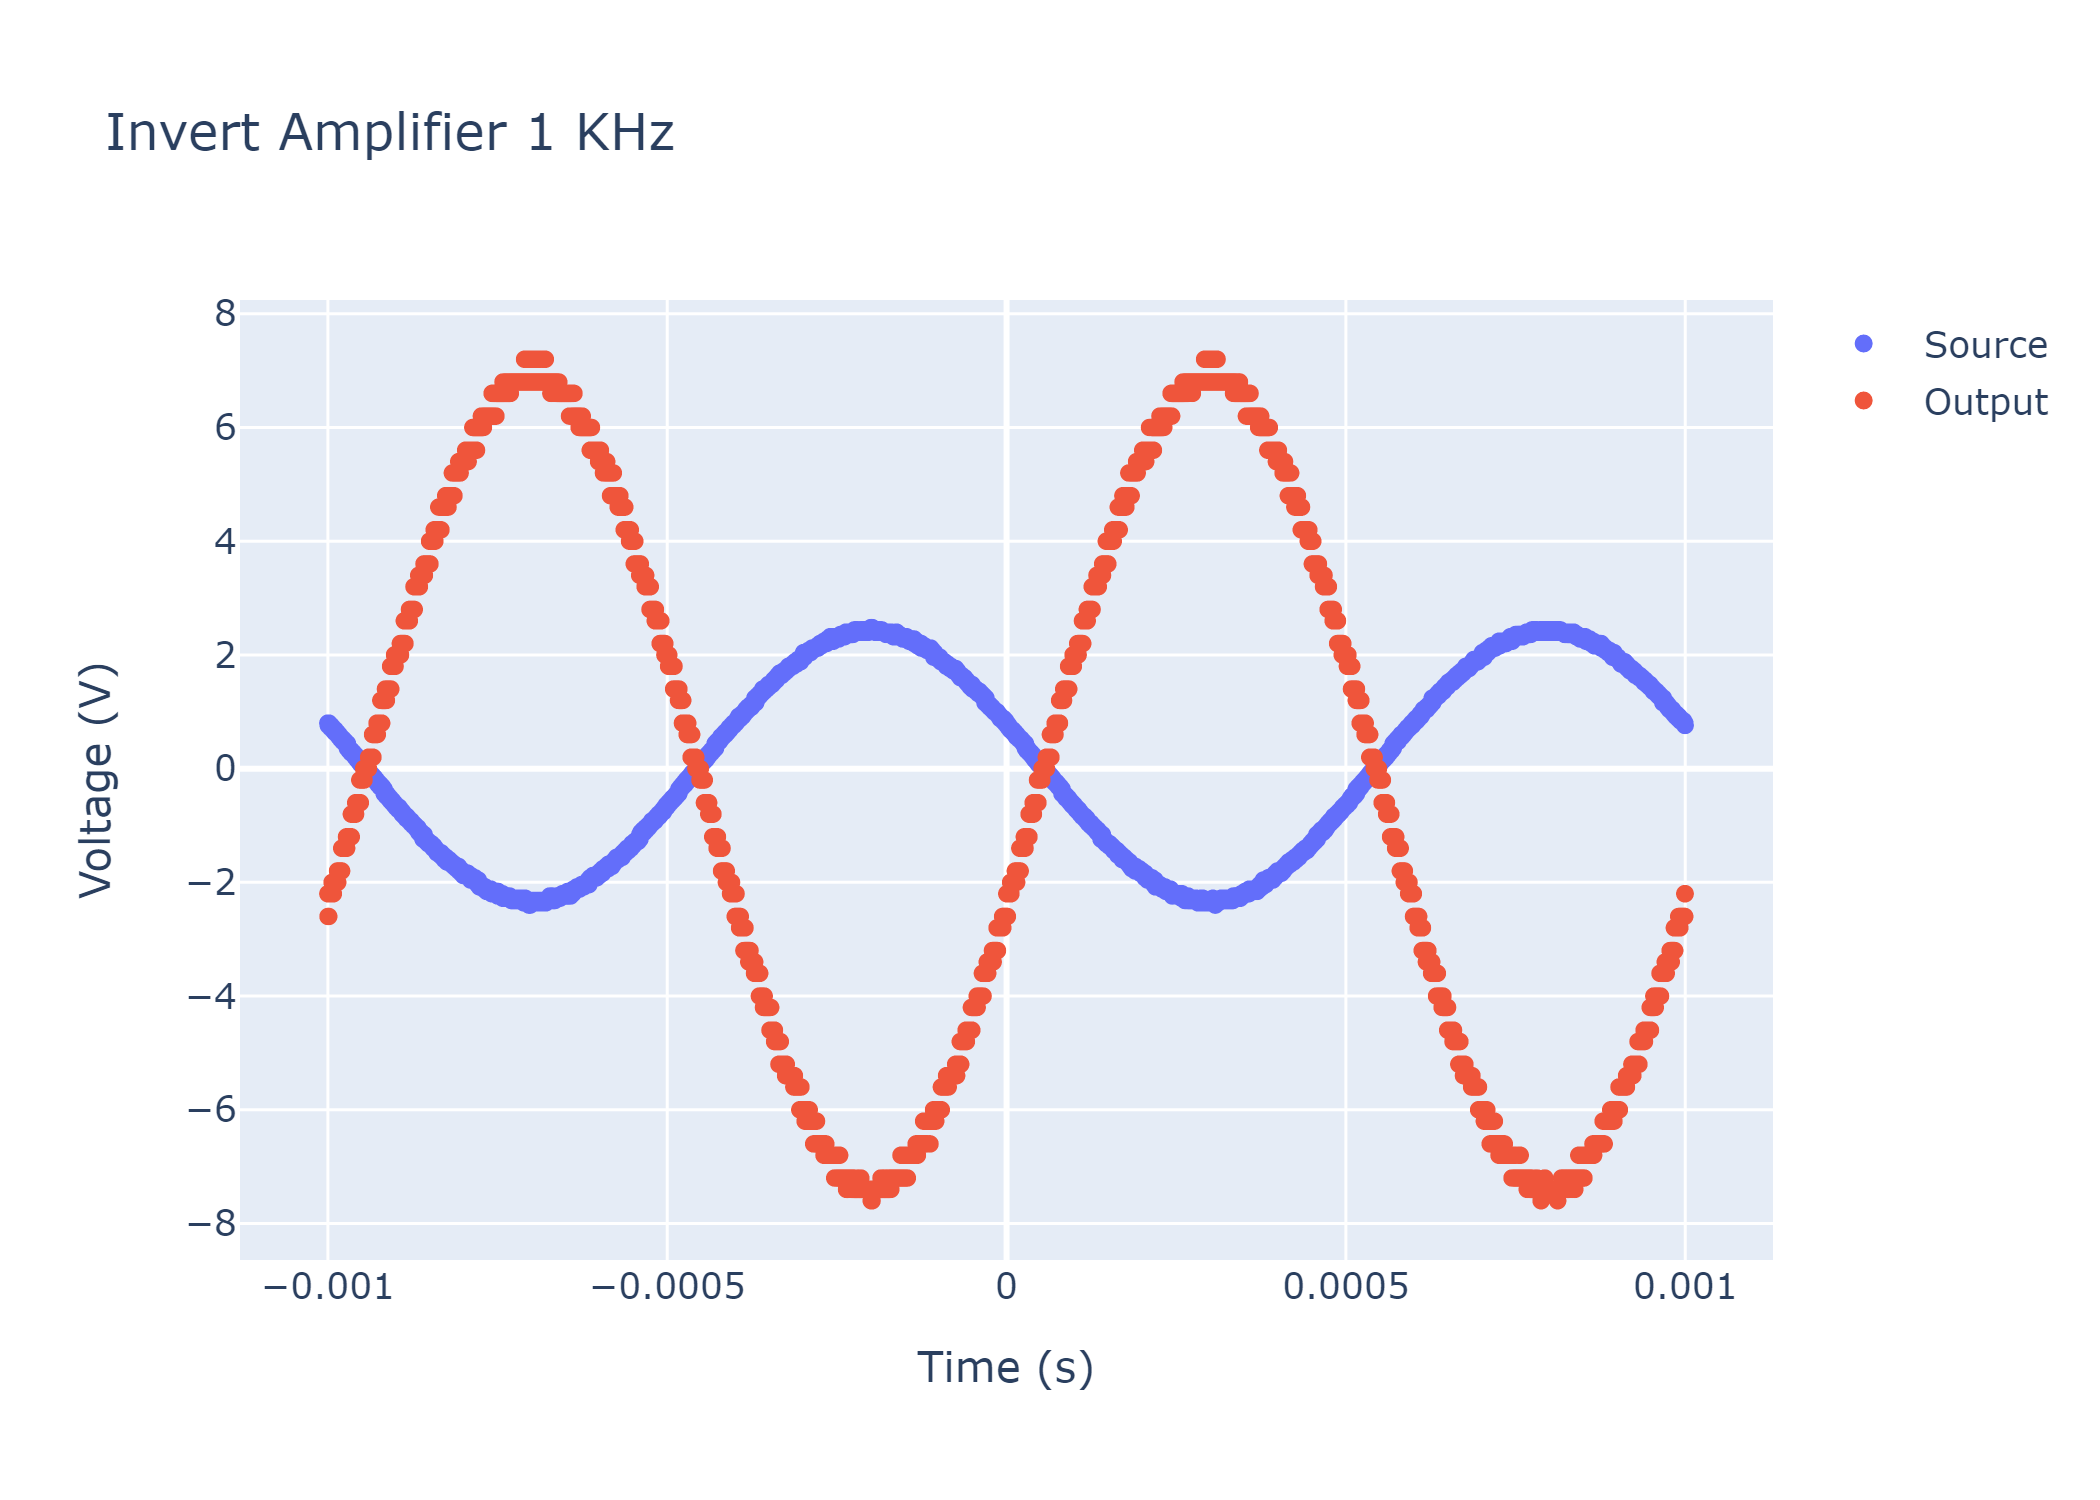 Invert Amplifier 1 KHz
Source
Output
8
6
4
2
0
−2
−4
−6
−8
Voltage (V)
−0.001
−0.0005
0
0.0005
0.001
Time (s)